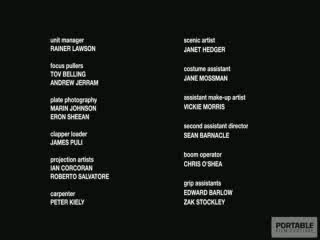 unit manager
RAINER LAWSON
focus pullers
TOV BELLING
ANDREW JERRAM
plate photography
MARIN JOHNSON
ERON SHEEAN
clapper loader
JAMES PULI
projection artists
IAN CORCORAN
ROBERTO SALVATORE
carpenter
PETER KIELY
scenic artist
JANET HEDGER
costume assistant
JANE MOSSMAN
assistant make-up artist
VICKIE MORRIS
second assistant director
SEAN BARNACLE
boom operator
CHRIS O'SHEA
grip assistants
EDWARD BARLOW
ZAK STOCKLEY
PORTABLE